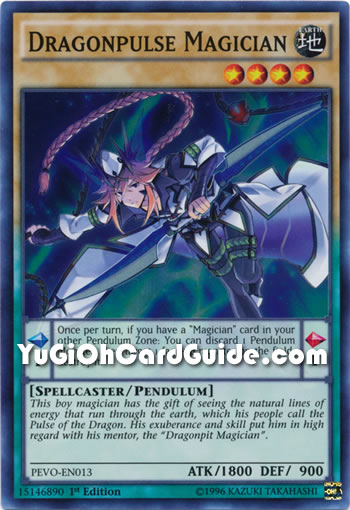 DRAGONPULSE MAGICIAN
EARTH
地
Once per turn, if you have a "Magician" card in your
other Pendulum Zone: You can discard 1 Pendulum
YuGiOhCardGuide.com
[SPELLCASTER/PENDULUM]
This boy magician has the gift of seeing the natural lines of
energy that run through the earth, which his people call the
Pulse of the Dragon. His exuberance and skill put him in high
regard with his mentor, the "Dragonpit Magician".
PEVO-EN013
ATK/1800 DEF/ 900
15146890 1st Edition
©1996 KAZUKI TAKAHASHI